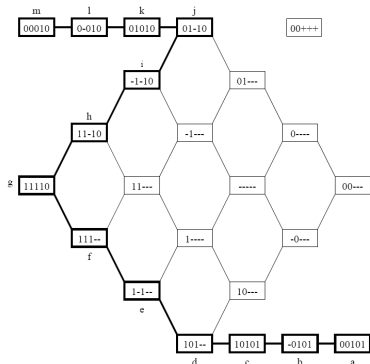 m l k j
00010 0-010 01010 01-10 00+++
i
-1-10 01---
h
11-10 -1--- 0----
g
11110 11--- ----- 00---
111-- 1---- -0---
f
1-1-- 10---
e
101-- 10101 -0101 00101
d c b a